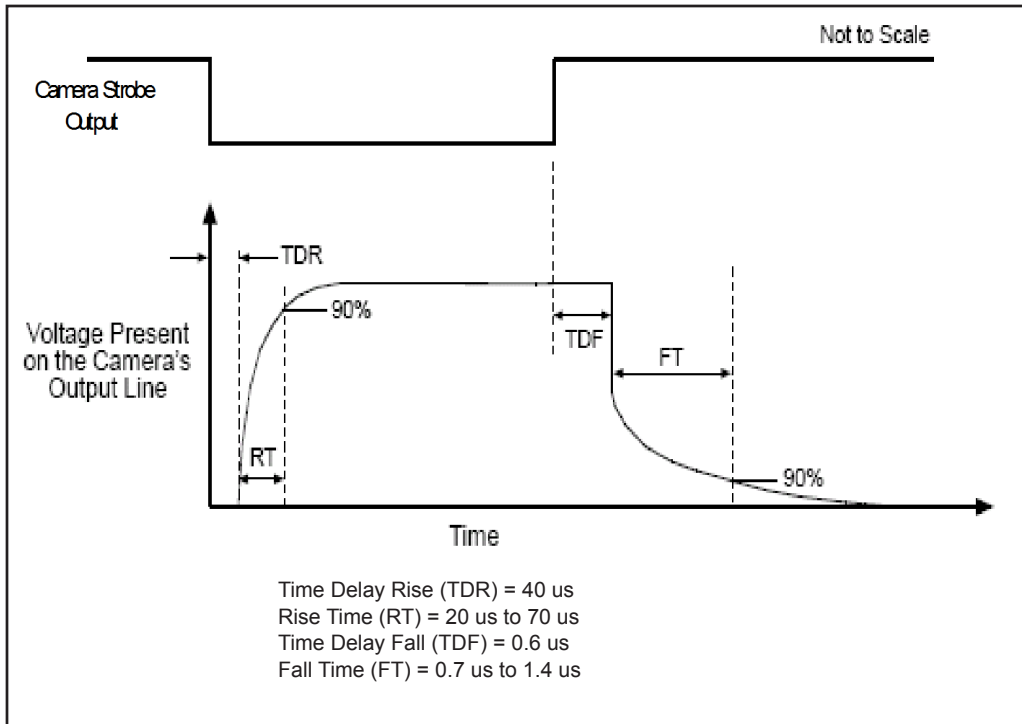 Not to Scale
Camera Strobe
Output
TDR
90%
Voltage Present
on the Camera's
Output Line
TDF
FT
RT
90%
Time
Time Delay Rise (TDR) = 40 us
Rise Time (RT) = 20 us to 70 us
Time Delay Fall (TDF) = 0.6 us
Fall Time (FT) = 0.7 us to 1.4 us